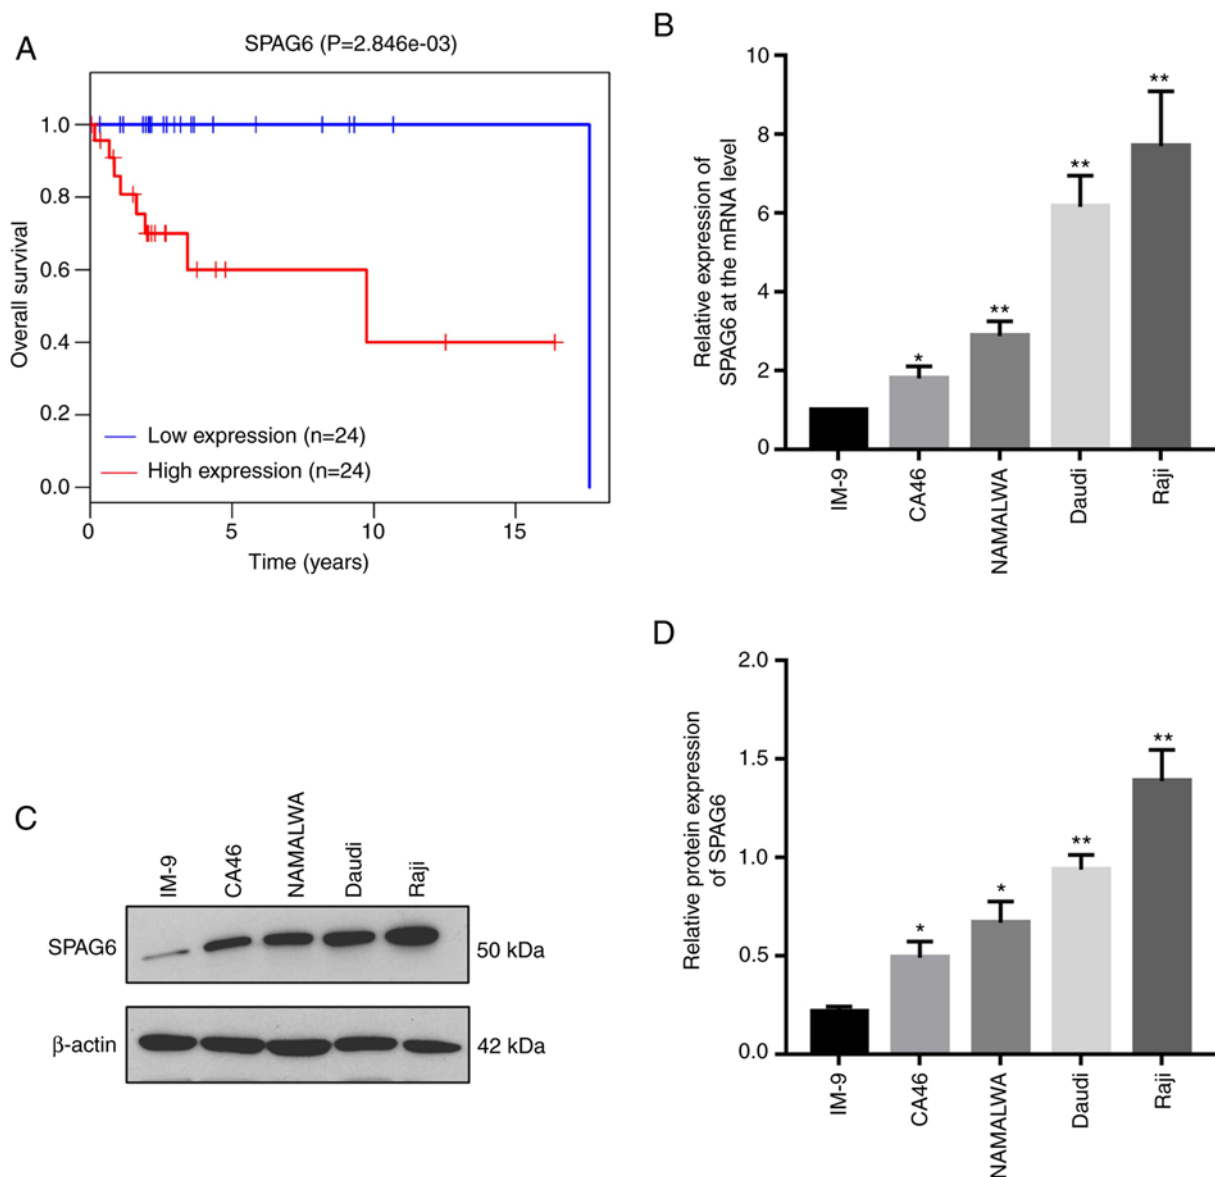 A
SPAG6 (P=2.846e-03)
Overall survival
1.0
0.8
0.6
0.4
0.2
0.0
Low expression (n=24)
High expression (n=24)
0
5
10
15
Time (years)
B
Relative expression of
SPAG6 at the mRNA level
10
8
6
4
2
0
*
**
**
**
IM-9
CA46
NAMALWA
Daudi
Raji
C
IM-9
CA46
NAMALWA
Daudi
Raji
SPAG6
50 kDa
β-actin
42 kDa
D
Relative protein expression
of SPAG6
2.0
1.5
1.0
0.5
0.0
*
*
**
**
IM-9
CA46
NAMALWA
Daudi
Raji